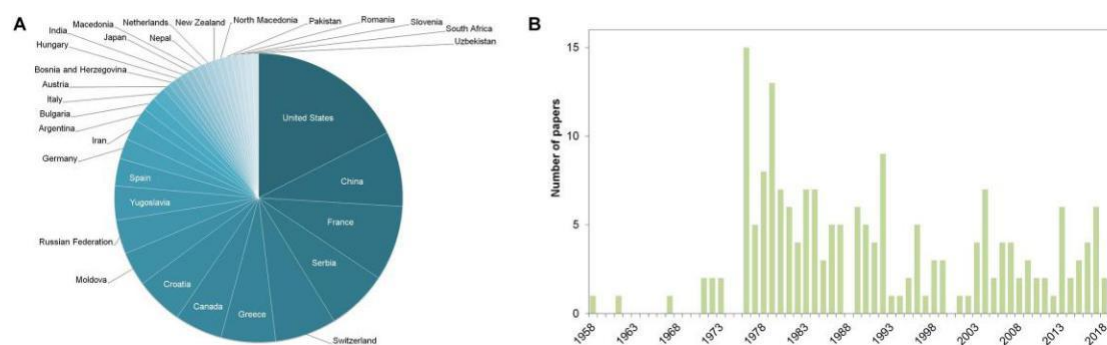 A
Macedonia
Netherlands
New Zealand
North Macedonia
Pakistan
Romania
Slovenia
South Africa
Uzbekistan
India
Japan
Nepal
Hungary
Bosnia and Herzegovina
Austria
Italy
Bulgaria
Argentina
Iran
Germany
Spain
Yugoslavia
Russian Federation
Moldova
Croatia
Canada
Greece
Switzerland
Serbia
France
China
United States
B
Number of papers
15
10
5
0
1958
1963
1968
1973
1978
1983
1988
1993
1998
2003
2008
2013
2018